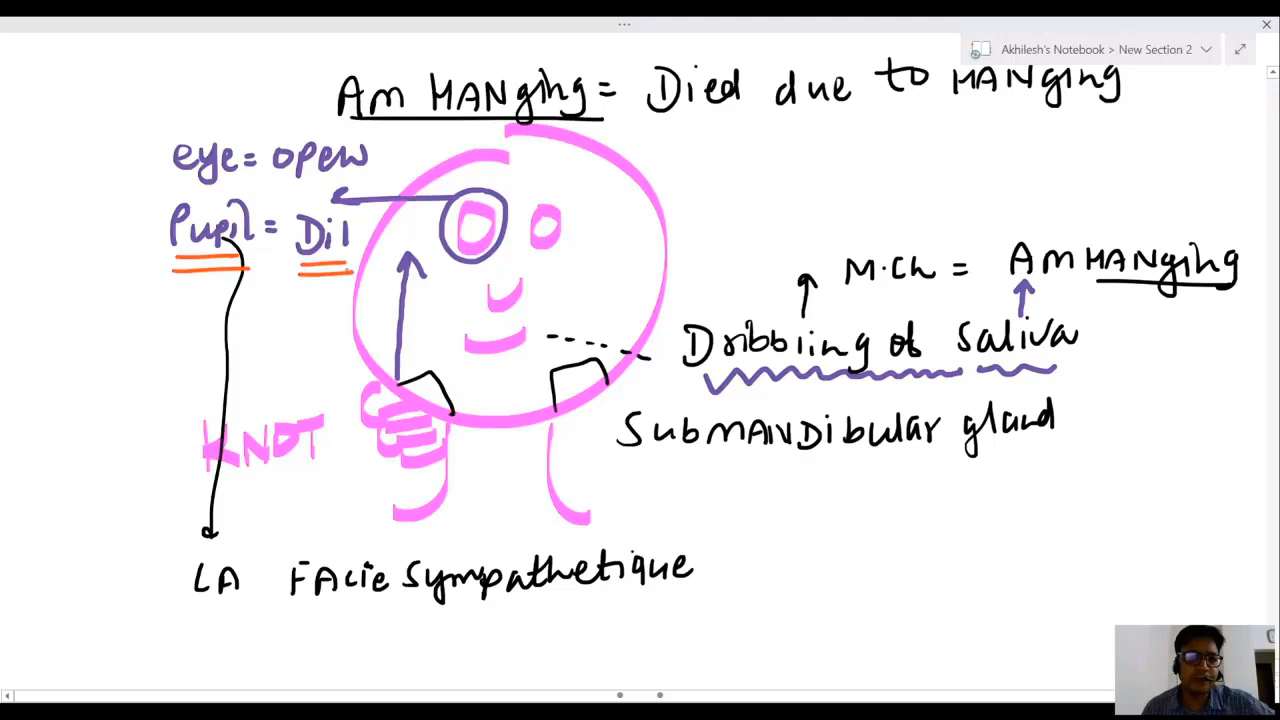 Akhilesh's Notebook > New Section 2
AM HANging = Died due to HANging
eye = open
Pupil = Dil
M.Ch = AM HANging
Dribbling of Saliva
SubMANDibular gland
KNOT
LA FAcie Sympathetique